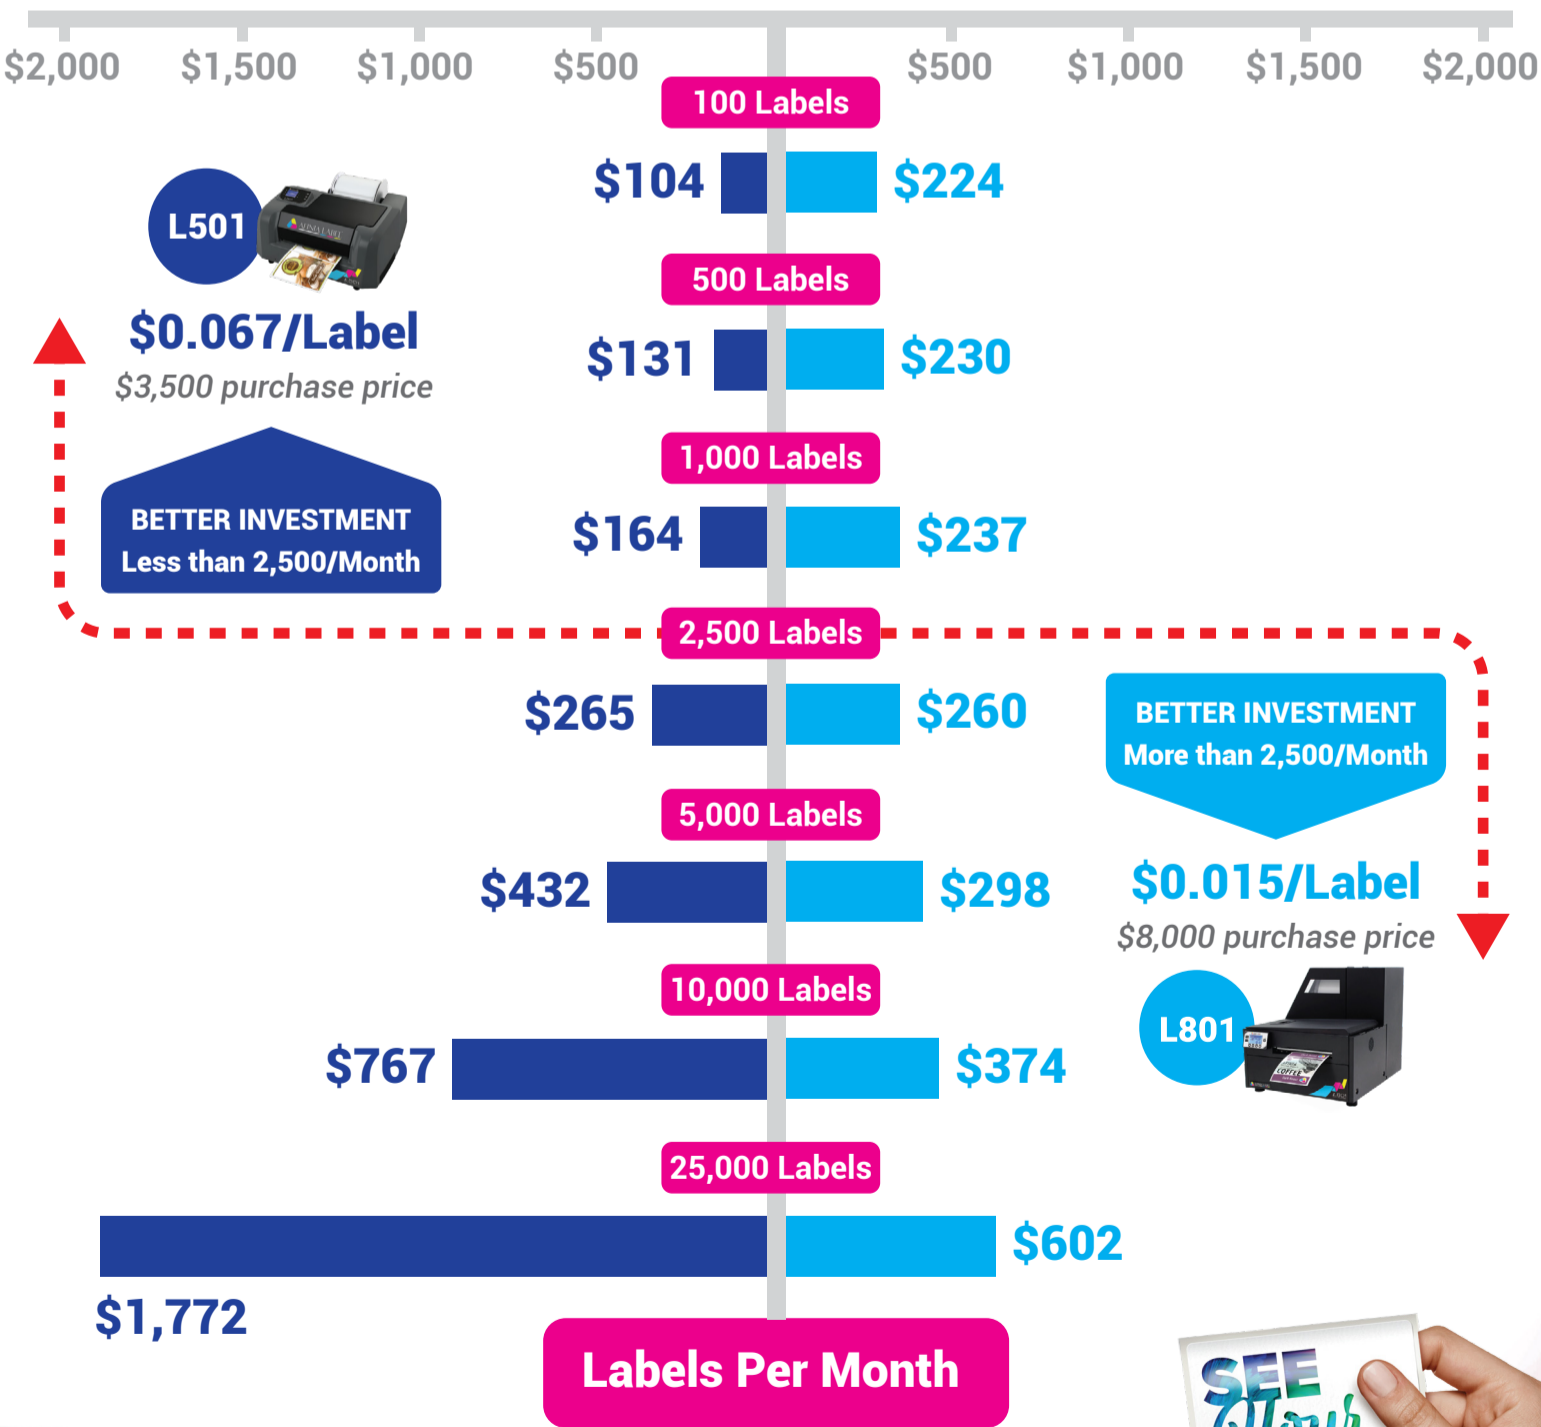 $2,000 $1,500 $1,000 $500 $500 $1,000 $1,500 $2,000
100 Labels
$104 $224
L501
AFINIA LABEL
$0.067/Label
$3,500 purchase price
500 Labels
$131 $230
1,000 Labels
$164 $237
BETTER INVESTMENT
Less than 2,500/Month
2,500 Labels
$265 $260
BETTER INVESTMENT
More than 2,500/Month
5,000 Labels
$432 $298
$0.015/Label
$8,000 purchase price
10,000 Labels
$767 $374
L801
COFFEE
25,000 Labels
$602
$1,772
Labels Per Month
SEE
Your